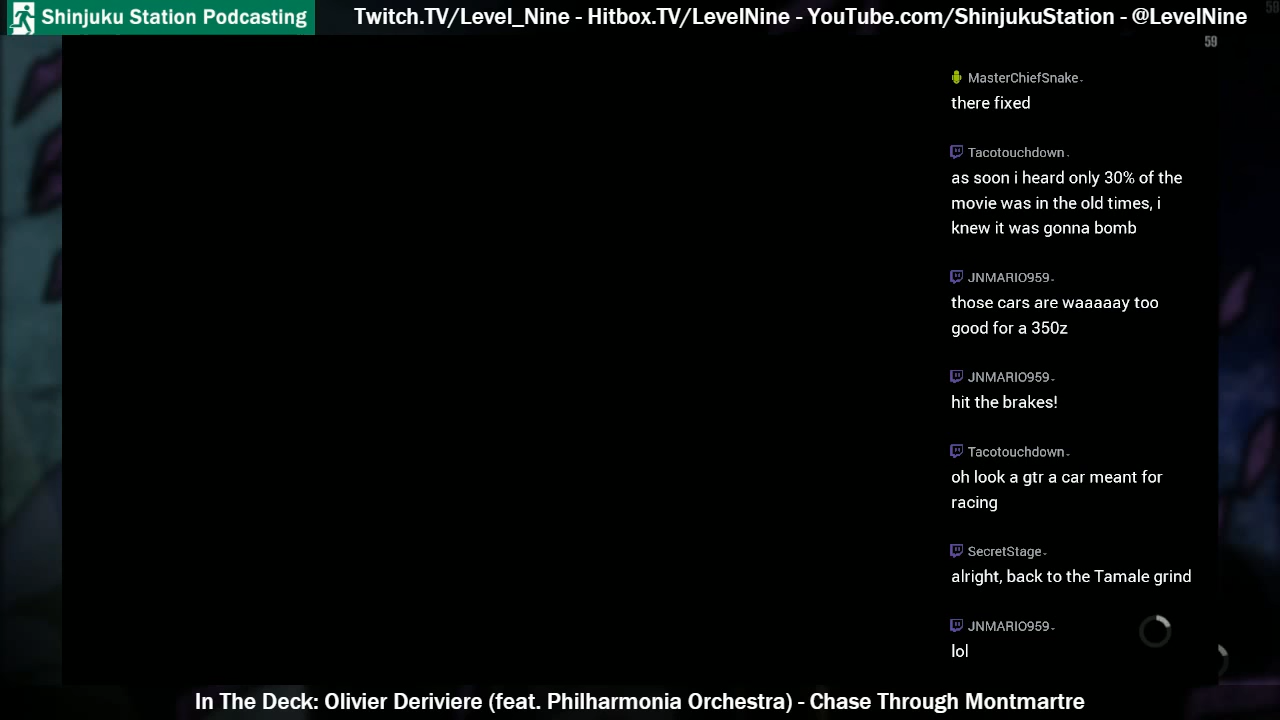 Shinjuku Station Podcasting
Twitch.TV/Level_Nine - Hitbox.TV/LevelNine - YouTube.com/ShinjukuStation - @LevelNine
58
59
MasterChiefSnake
there fixed
Tacotouchdown
as soon i heard only 30% of the
movie was in the old times, i
knew it was gonna bomb
JNMARIO959
those cars are waaaaay too
good for a 350z
JNMARIO959
hit the brakes!
Tacotouchdown
oh look a gtr a car meant for
racing
SecretStage
alright, back to the Tamale grind
JNMARIO959
lol
In The Deck: Olivier Deriviere (feat. Philharmonia Orchestra) - Chase Through Montmartre